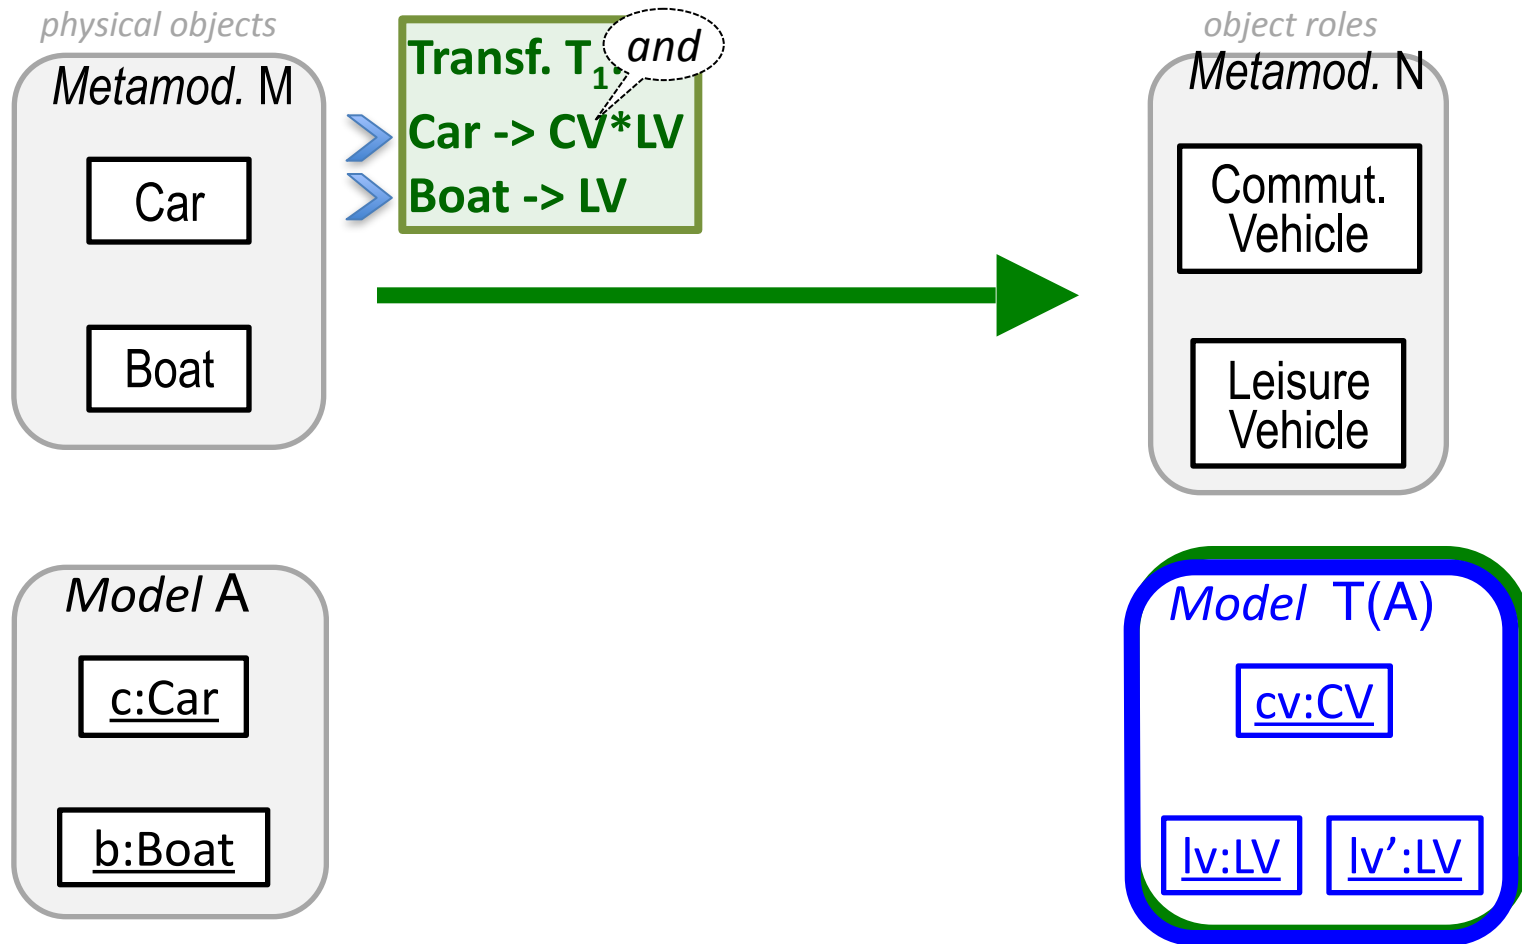 physical objects
Metamod. M
Car
Boat
Transf. T1:
and
Car -> CV*LV
Boat -> LV
object roles
Metamod. N
Commut.
Vehicle
Leisure
Vehicle
Model A
c:Car
b:Boat
Model T(A)
cv:CV
lv:LV
lv’:LV